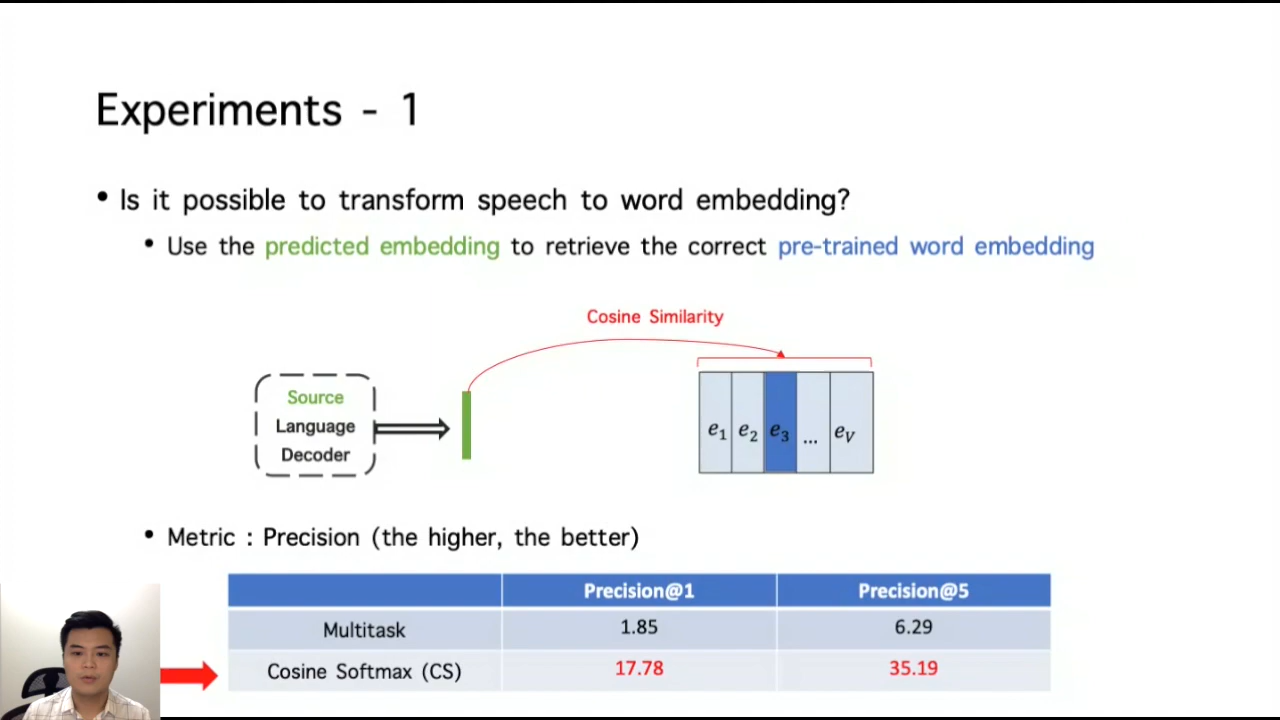 Experiments - 1
• Is it possible to transform speech to word embedding?
• Use the predicted embedding to retrieve the correct pre-trained word embedding
Cosine Similarity
Source
Language
Decoder
e1 e2 e3 ... eV
• Metric : Precision (the higher, the better)
Precision@1 Precision@5
Multitask 1.85 6.29
Cosine Softmax (CS) 17.78 35.19